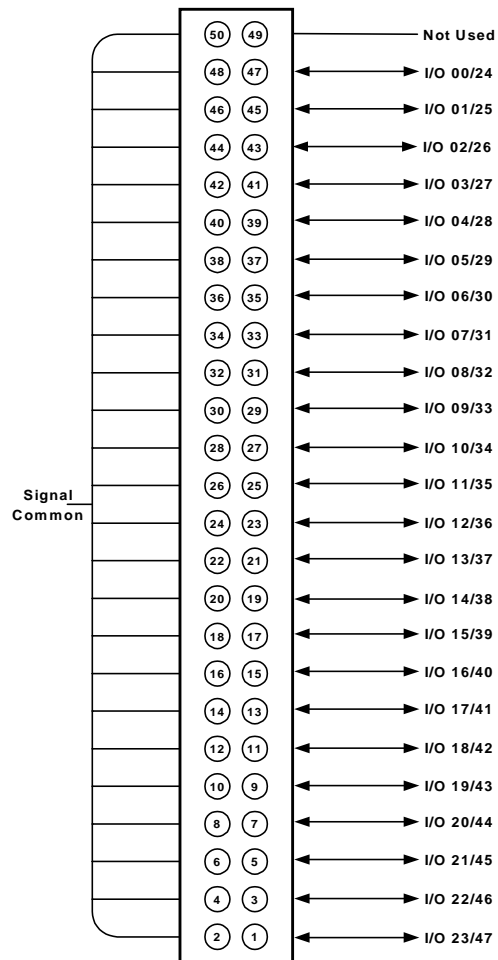 50 49 Not Used
48 47 I/O 00/24
46 45 I/O 01/25
44 43 I/O 02/26
42 41 I/O 03/27
40 39 I/O 04/28
38 37 I/O 05/29
36 35 I/O 06/30
34 33 I/O 07/31
32 31 I/O 08/32
30 29 I/O 09/33
28 27 I/O 10/34
26 25 I/O 11/35
Signal
Common
24 23 I/O 12/36
22 21 I/O 13/37
20 19 I/O 14/38
18 17 I/O 15/39
16 15 I/O 16/40
14 13 I/O 17/41
12 11 I/O 18/42
10 9 I/O 19/43
8 7 I/O 20/44
6 5 I/O 21/45
4 3 I/O 22/46
2 1 I/O 23/47